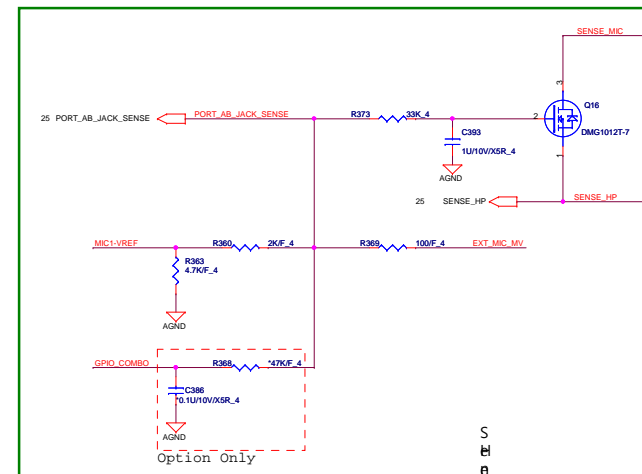 SENSE_MIC
3
Q16
25 PORT_AB_JACK_SENSE
PORT_AB_JACK_SENSE
R373
33K_4
2
DMG1012T-7
C393
1U/10V/X5R_4
1
AGND
25
SENSE_HP
SENSE_HP
MIC1-VREF
R360
2K/F_4
R369
100/F_4
EXT_MIC_MV
R363
4.7K/F_4
AGND
GPIO_COMBO
R368
*47K/F_4
C386
*0.1U/10V/X5R_4
AGND
Option Only
S